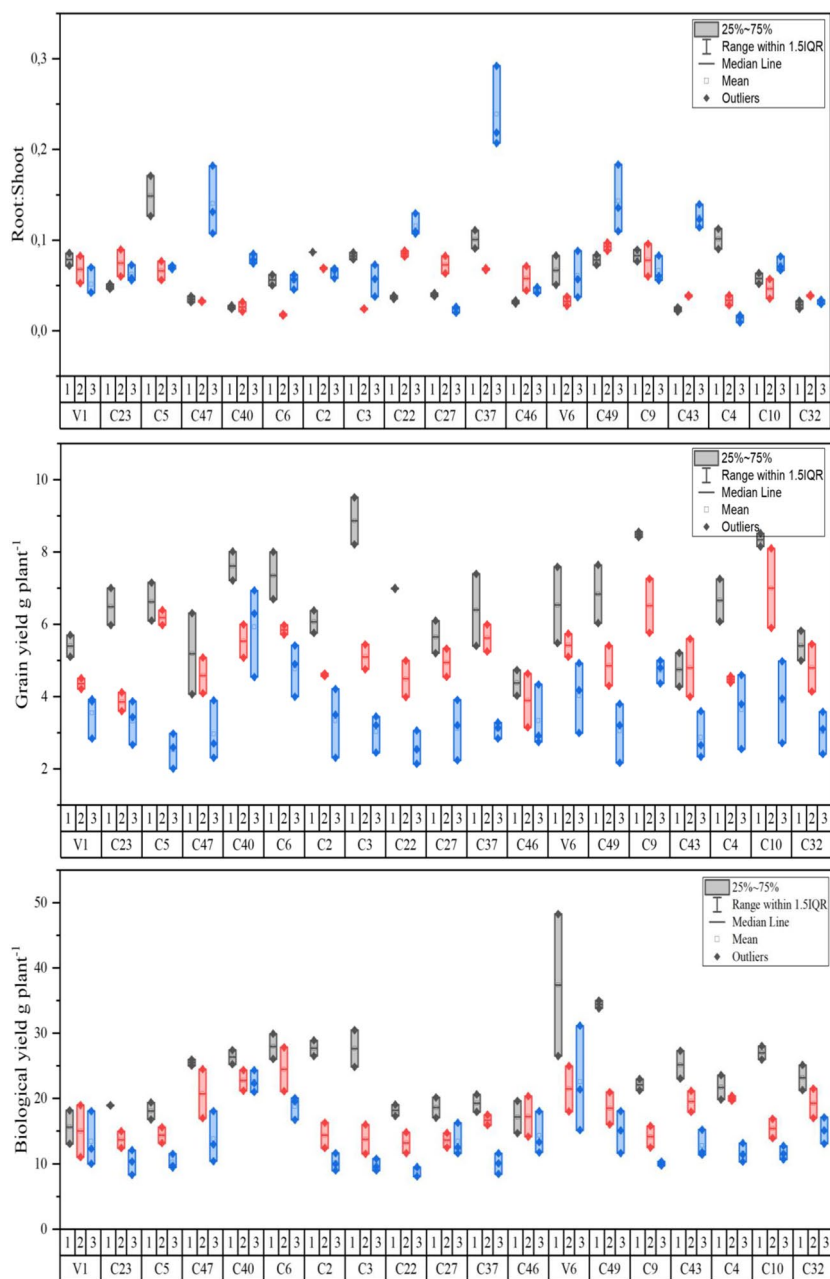 25%~75%
Range within 1.5IQR
Median Line
Mean
Outliers
0,3
0,2
0,1
0,0
Root:Shoot
1 2 3 1 2 3 1 2 3 1 2 3 1 2 3 1 2 3 1 2 3 1 2 3 1 2 3 1 2 3 1 2 3 1 2 3 1 2 3 1 2 3 1 2 3 1 2 3 1 2 3 1 2 3 1 2 3
V1 C23 C5 C47 C40 C6 C2 C3 C22 C27 C37 C46 V6 C49 C9 C43 C4 C10 C32
25%~75%
Range within 1.5IQR
Median Line
Mean
Outliers
10
8
6
4
2
Grain yield g plant⁻¹
1 2 3 1 2 3 1 2 3 1 2 3 1 2 3 1 2 3 1 2 3 1 2 3 1 2 3 1 2 3 1 2 3 1 2 3 1 2 3 1 2 3 1 2 3 1 2 3 1 2 3 1 2 3 1 2 3
V1 C23 C5 C47 C40 C6 C2 C3 C22 C27 C37 C46 V6 C49 C9 C43 C4 C10 C32
25%~75%
Range within 1.5IQR
Median Line
Mean
Outliers
50
40
30
20
10
0
Biological yield g plant⁻¹
1 2 3 1 2 3 1 2 3 1 2 3 1 2 3 1 2 3 1 2 3 1 2 3 1 2 3 1 2 3 1 2 3 1 2 3 1 2 3 1 2 3 1 2 3 1 2 3 1 2 3 1 2 3 1 2 3
V1 C23 C5 C47 C40 C6 C2 C3 C22 C27 C37 C46 V6 C49 C9 C43 C4 C10 C32